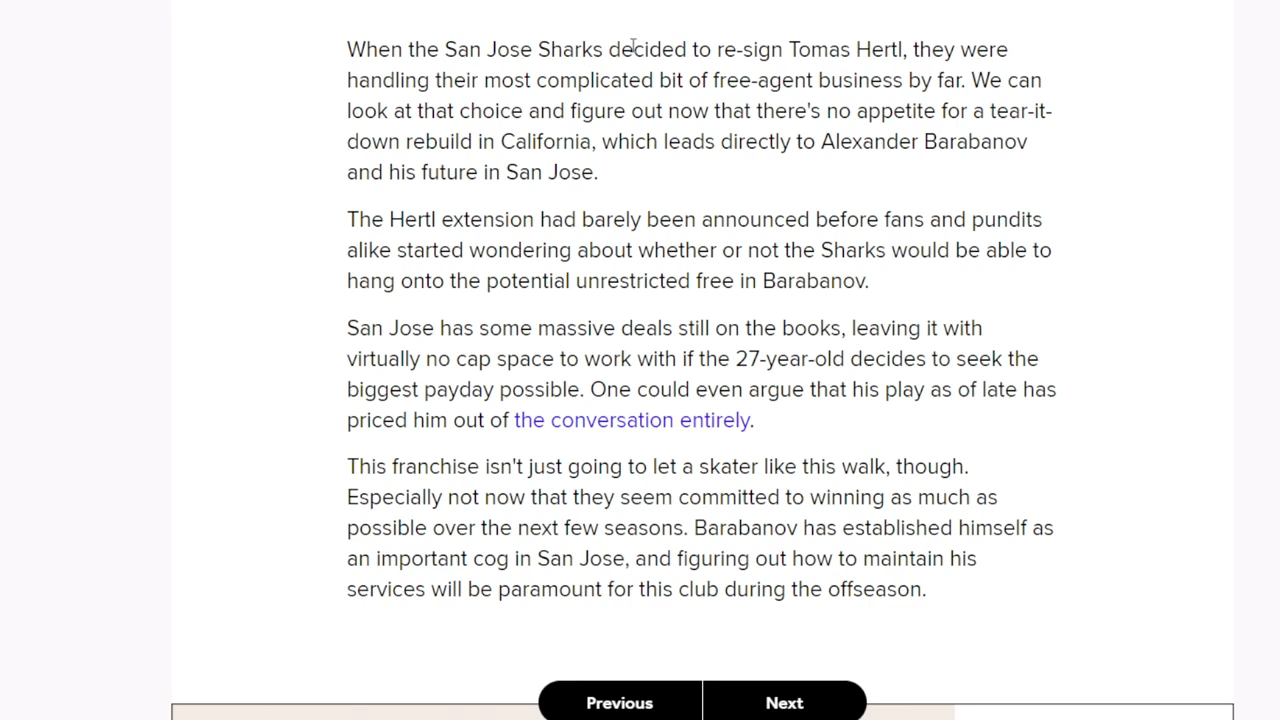 When the San Jose Sharks decided to re-sign Tomas Hertl, they were
handling their most complicated bit of free-agent business by far. We can
look at that choice and figure out now that there's no appetite for a tear-it-
down rebuild in California, which leads directly to Alexander Barabanov
and his future in San Jose.
The Hertl extension had barely been announced before fans and pundits
alike started wondering about whether or not the Sharks would be able to
hang onto the potential unrestricted free in Barabanov.
San Jose has some massive deals still on the books, leaving it with
virtually no cap space to work with if the 27-year-old decides to seek the
biggest payday possible. One could even argue that his play as of late has
priced him out of the conversation entirely.
This franchise isn't just going to let a skater like this walk, though.
Especially not now that they seem committed to winning as much as
possible over the next few seasons. Barabanov has established himself as
an important cog in San Jose, and figuring out how to maintain his
services will be paramount for this club during the offseason.
Previous
Next